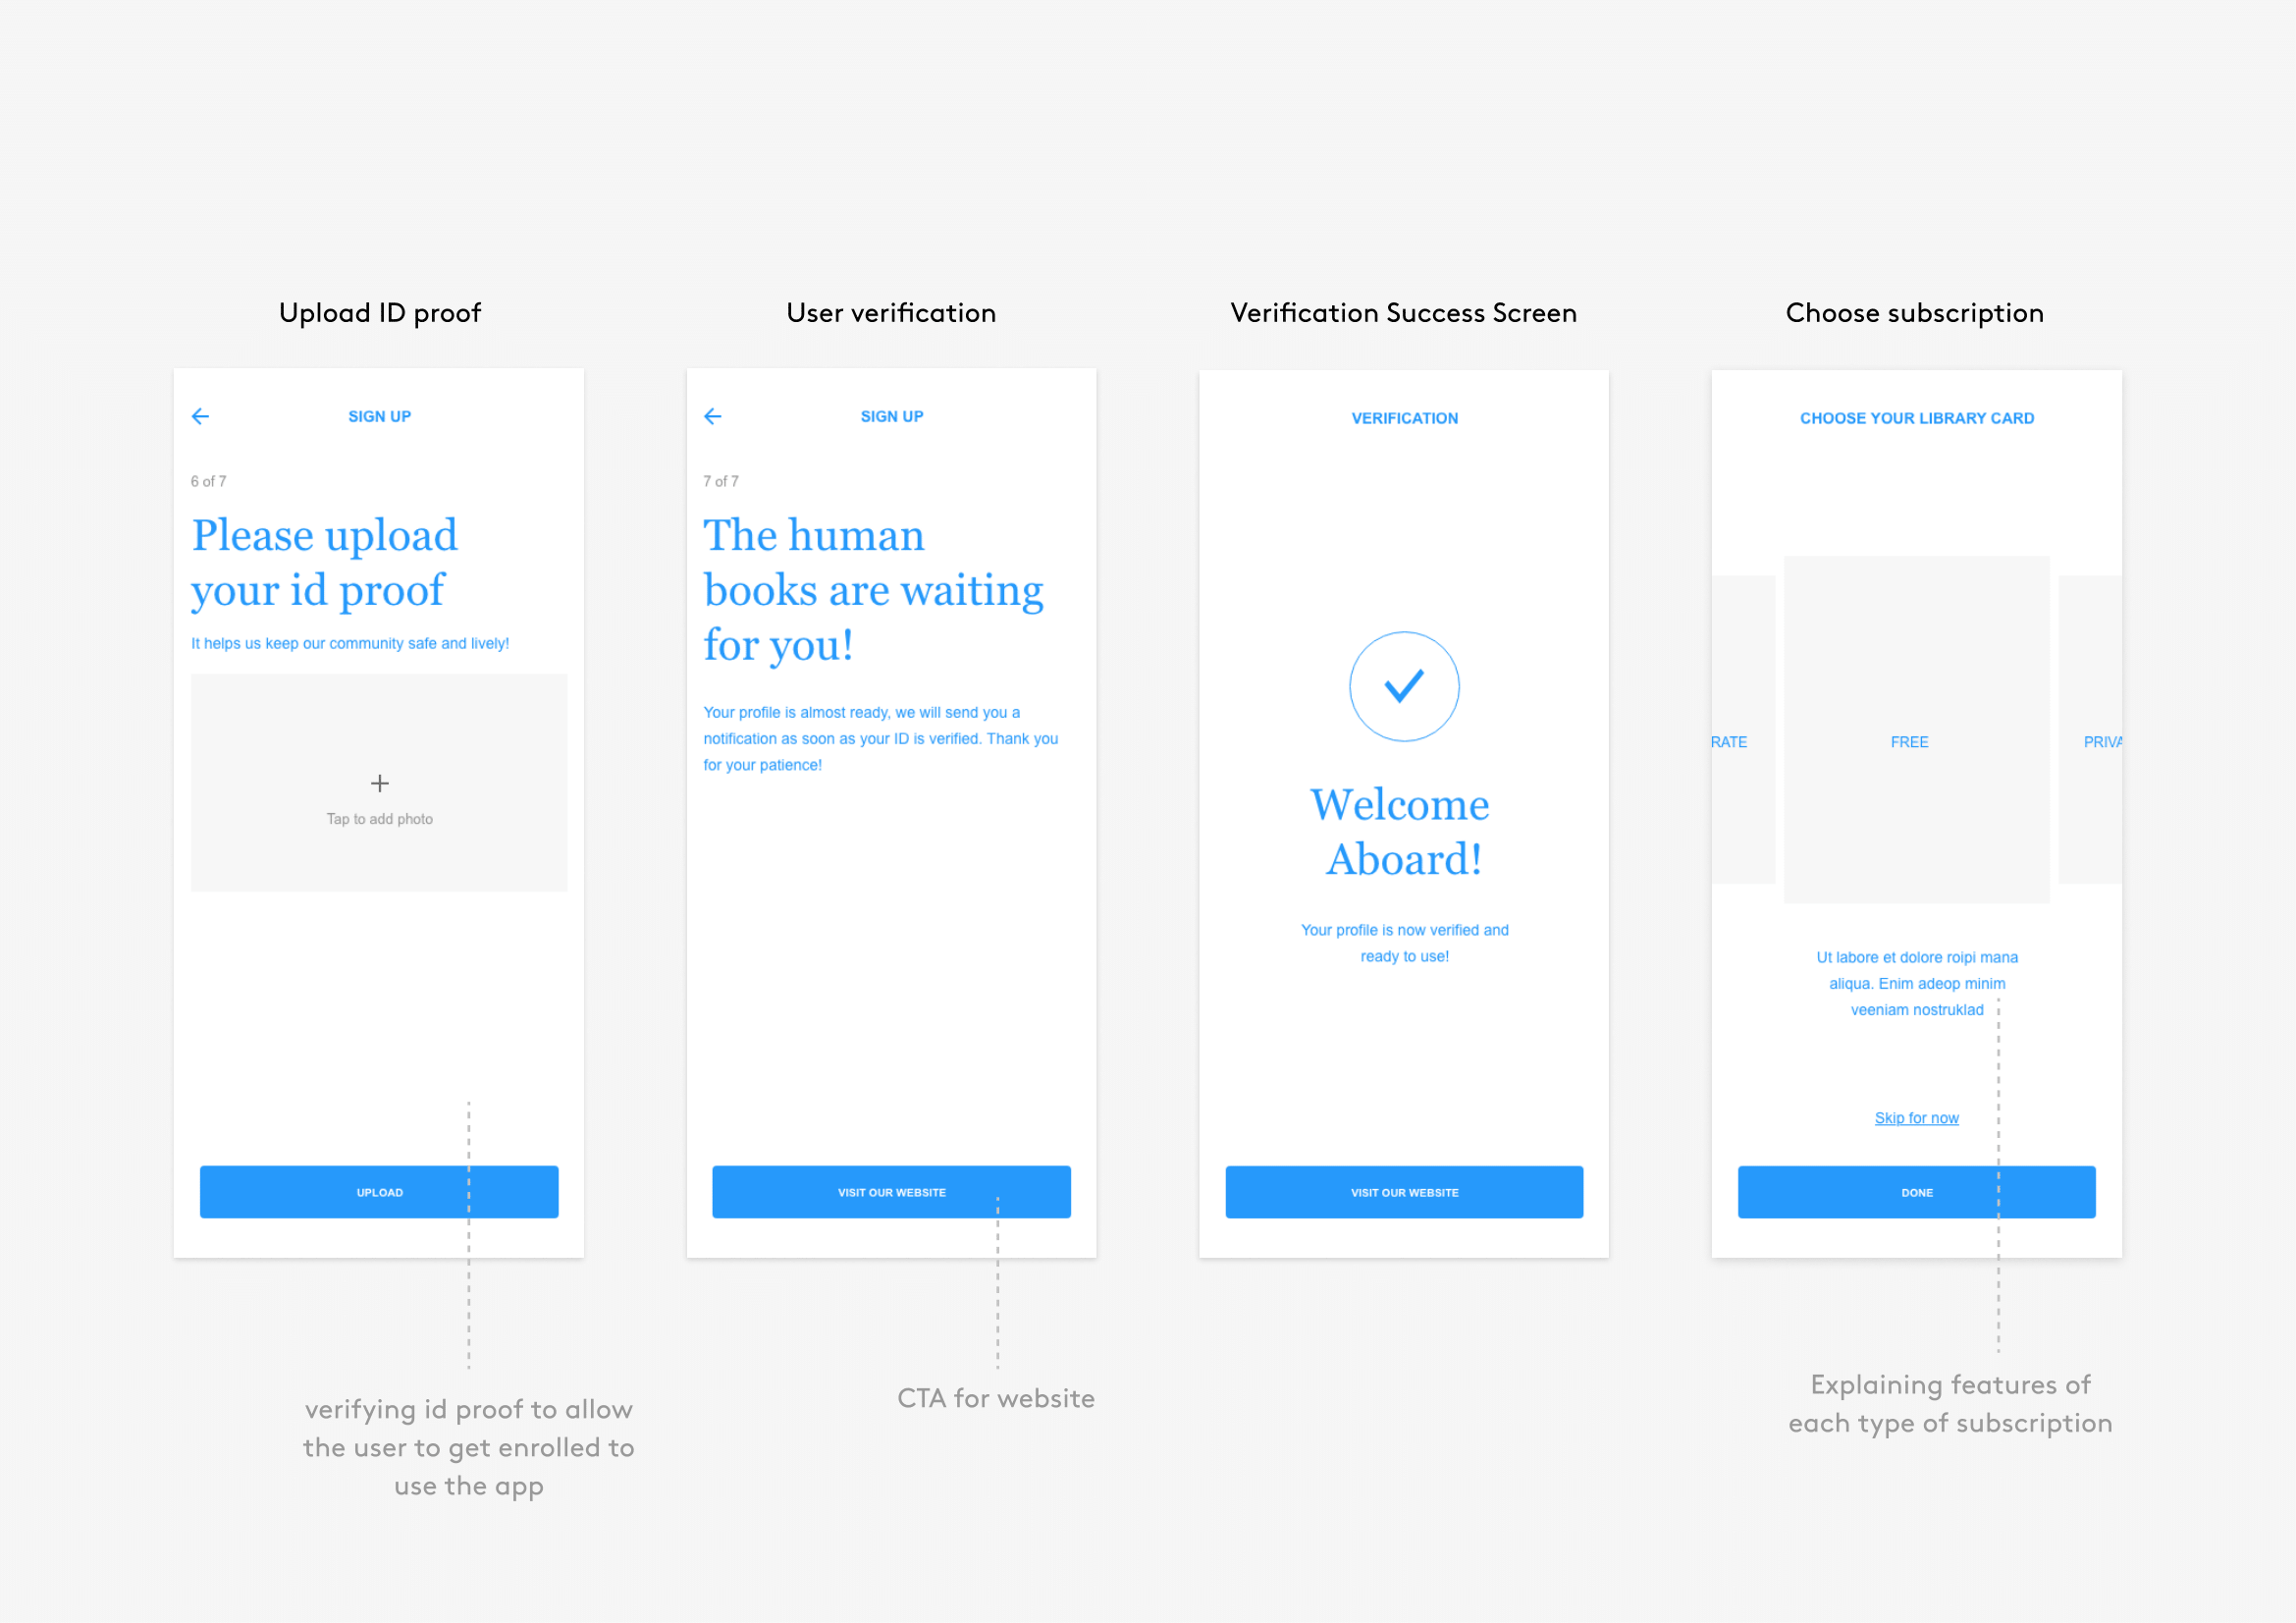 Upload ID proof
SIGN UP
6 of 7
Please upload
your id proof
It helps us keep our community safe and lively!
+
Tap to add photo
UPLOAD
verifying id proof to allow
the user to get enrolled to
use the app
User verification
SIGN UP
7 of 7
The human
books are waiting
for you!
Your profile is almost ready, we will send you a
notification as soon as your ID is verified. Thank you
for your patience!
VISIT OUR WEBSITE
CTA for website
Verification Success Screen
VERIFICATION
Welcome
Aboard!
Your profile is now verified and
ready to use!
VISIT OUR WEBSITE
Choose subscription
CHOOSE YOUR LIBRARY CARD
RATE
FREE
PRIVA
Ut labore et dolore roipi mana
aliqua. Enim adeop minim
veeniam nostruklad
Skip for now
DONE
Explaining features of
each type of subscription